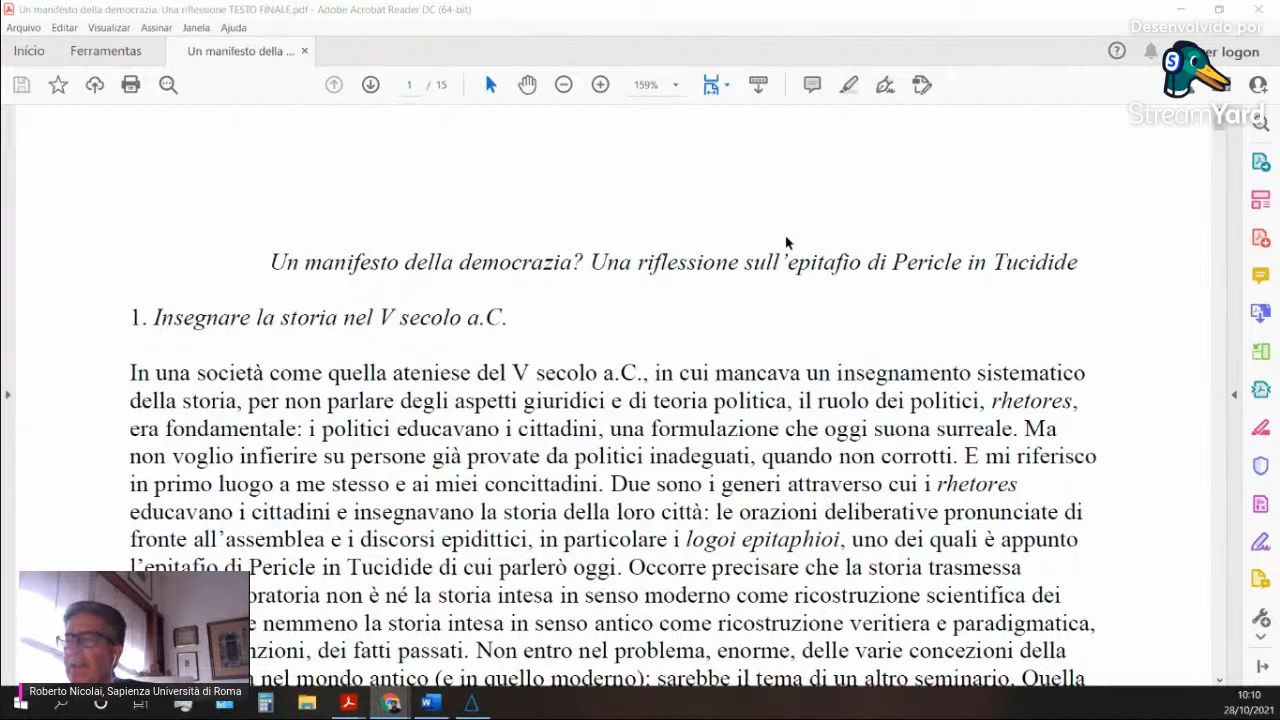 Un manifesto della democrazia. Una riflessione TESTO FINALE.pdf - Adobe Acrobat Reader DC (64-bit)
Arquivo Editar Visualizar Assinar Janela Ajuda
Desenvolvido por
Início Ferramentas Un manifesto della ... × logon
1 / 15 159%
StreamYard
Un manifesto della democrazia? Una riflessione sull’epitafio di Pericle in Tucidide
1. Insegnare la storia nel V secolo a.C.
In una società come quella ateniese del V secolo a.C., in cui mancava un insegnamento sistematico
della storia, per non parlare degli aspetti giuridici e di teoria politica, il ruolo dei politici, rhetores,
era fondamentale: i politici educavano i cittadini, una formulazione che oggi suona surreale. Ma
non voglio infierire su persone già provate da politici inadeguati, quando non corrotti. E mi riferisco
in primo luogo a me stesso e ai miei concittadini. Due sono i generi attraverso cui i rhetores
educavano i cittadini e insegnavano la storia della loro città: le orazioni deliberative pronunciate di
fronte all’assemblea e i discorsi epidittici, in particolare i logoi epitaphioi, uno dei quali è appunto
l’epitafio di Pericle in Tucidide di cui parlerò oggi. Occorre precisare che la storia trasmessa
oratoria non è né la storia intesa in senso moderno come ricostruzione scientifica dei
nemmeno la storia intesa in senso antico come ricostruzione veritiera e paradigmatica,
nzioni, dei fatti passati. Non entro nel problema, enorme, delle varie concezioni della
nel mondo antico (e in quello moderno): sarebbe il tema di un altro seminario. Quella
Roberto Nicolai, Sapienza Università di Roma
10:10
28/10/2021